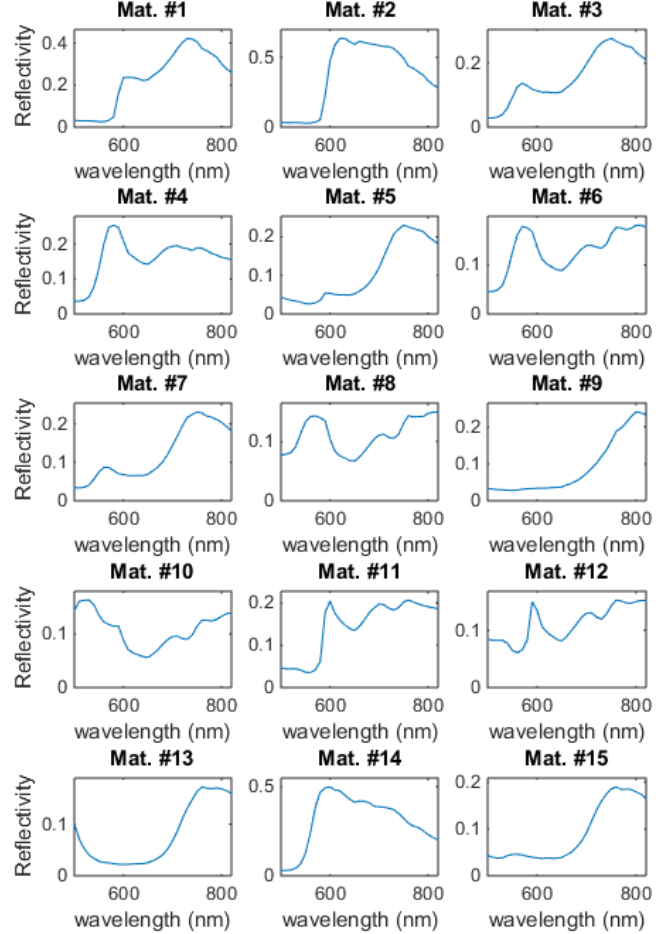 Mat. #1 Mat. #2 Mat. #3
Reflectivity 0.4 0.2 0 0.5 0 0.2 0
600 800 600 800 600 800
wavelength (nm) wavelength (nm) wavelength (nm)
Mat. #4 Mat. #5 Mat. #6
Reflectivity 0.2 0.1 0 0.2 0.1 0 0.1 0
600 800 600 800 600 800
wavelength (nm) wavelength (nm) wavelength (nm)
Mat. #7 Mat. #8 Mat. #9
Reflectivity 0.2 0.1 0 0.1 0 0.2 0.1 0
600 800 600 800 600 800
wavelength (nm) wavelength (nm) wavelength (nm)
Mat. #10 Mat. #11 Mat. #12
Reflectivity 0.1 0 0.2 0.1 0 0.1 0
600 800 600 800 600 800
wavelength (nm) wavelength (nm) wavelength (nm)
Mat. #13 Mat. #14 Mat. #15
Reflectivity 0.1 0 0.5 0 0.2 0.1 0
600 800 600 800 600 800
wavelength (nm) wavelength (nm) wavelength (nm)